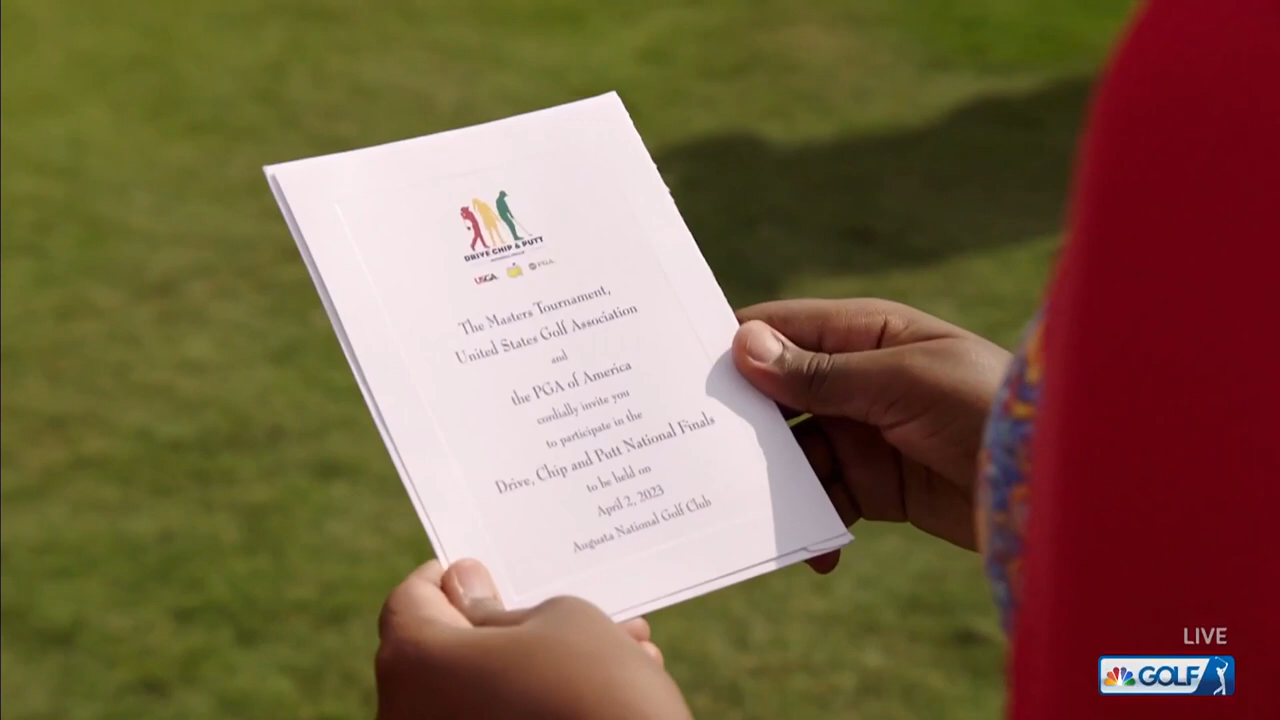 DRIVE CHIP & PUTT
USGA PGA
The Masters Tournament,
United States Golf Association
and
the PGA of America
cordially invite you
to participate in the
Drive, Chip and Putt National Finals
to be held on
April 2, 2023
Augusta National Golf Club
LIVE
GOLF